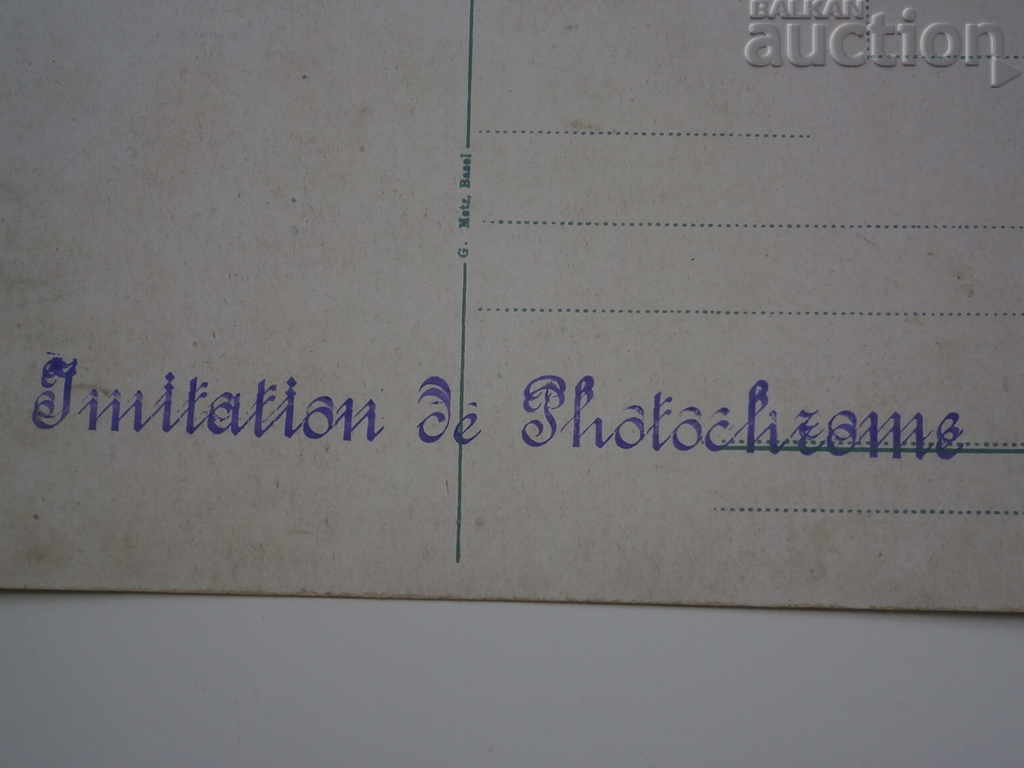 BALKAN
auction
G. Metz, Basel
Imitation de Photochrome